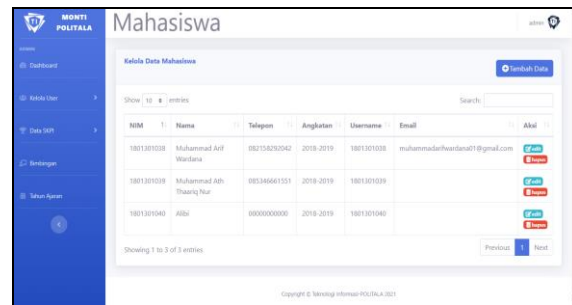 MONTI
POLITALA
Mahasiswa
admin
Dashboard
Kelola User
Data SKPI
Bimbingan
Tahun Ajaran
Kelola Data Mahasiswa
Tambah Data
Show 10 entries
Search:
NIM Nama Telepon Angkatan Username Email Aksi
1801301038 Muhammad Arif Wardana 082158292042 2018-2019 1801301038 muhammadarifwardana01@gmail.com edit hapus
1801301039 Muhammad Ath Thaariq Nur 085346661551 2018-2019 1801301039 edit hapus
1801301040 Alibi 00000000000 2018-2019 1801301040 edit hapus
Showing 1 to 3 of 3 entries
Previous 1 Next
Copyright © Teknologi Informasi POLITALA 2021